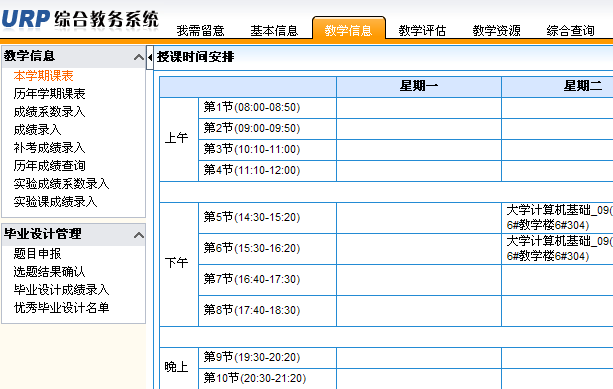 URP 综合教务系统
我需留意 基本信息 教学信息 教学评估 教学资源 综合查询
教学信息
本学期课表
历年学期课表
成绩系数录入
成绩录入
补考成绩录入
历年成绩查询
实验成绩系数录入
实验课成绩录入
毕业设计管理
题目申报
选题结果确认
毕业设计成绩录入
优秀毕业设计名单
授课时间安排
星期一 星期二
上午
第1节(08:00-08:50)
第2节(09:00-09:50)
第3节(10:10-11:00)
第4节(11:10-12:00)
下午
第5节(14:30-15:20)
大学计算机基础_09(
6#教学楼6#304)
第6节(15:30-16:20)
大学计算机基础_09(
6#教学楼6#304)
第7节(16:40-17:30)
第8节(17:40-18:30)
晚上
第9节(19:30-20:20)
第10节(20:30-21:20)